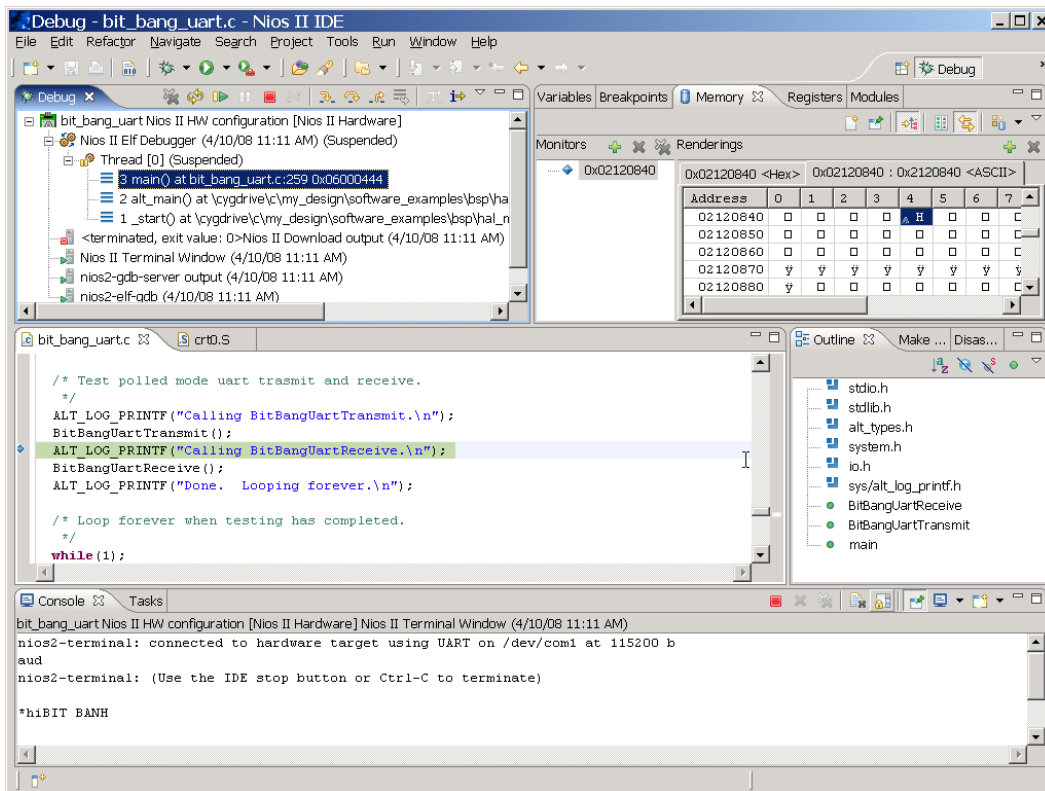 Debug - bit_bang_uart.c - Nios II IDE
File Edit Refactor Navigate Search Project Tools Run Window Help
Debug
Debug
bit_bang_uart Nios II HW configuration [Nios II Hardware]
Nios II Elf Debugger (4/10/08 11:11 AM) (Suspended)
Thread [0] (Suspended)
3 main() at bit_bang_uart.c:259 0x06000444
2 alt_main() at \cygdrive\c\my_design\software_examples\bsp\ha
1 _start() at \cygdrive\c\my_design\software_examples\bsp\hal_n
<terminated, exit value: 0>Nios II Download output (4/10/08 11:11 AM)
Nios II Terminal Window (4/10/08 11:11 AM)
nios2-gdb-server output (4/10/08 11:11 AM)
nios2-elf-gdb (4/10/08 11:11 AM)
Variables Breakpoints Memory Registers Modules
Monitors
0x02120840
Renderings
0x02120840 <Hex> 0x02120840 : 0x2120840 <ASCII>
Address 0 1 2 3 4 5 6 7
02120840 □ □ □ □ H □ □
02120850 □ □ □ □ □ □ □
02120860 □ □ □ □ □ □ □
02120870 ÿ ÿ ÿ ÿ ÿ ÿ ÿ ÿ
02120880 ÿ □ □ □ □ □ □
bit_bang_uart.c crt0.S
/* Test polled mode uart trasmit and receive.
*/
ALT_LOG_PRINTF("Calling BitBangUartTransmit.\n");
BitBangUartTransmit();
ALT_LOG_PRINTF("Calling BitBangUartReceive.\n");
BitBangUartReceive();
ALT_LOG_PRINTF("Done.  Looping forever.\n");
/* Loop forever when testing has completed.
*/
while(1);
Outline Make ... Disas...
stdio.h
stdlib.h
alt_types.h
system.h
io.h
sys/alt_log_printf.h
BitBangUartReceive
BitBangUartTransmit
main
Console Tasks
bit_bang_uart Nios II HW configuration [Nios II Hardware] Nios II Terminal Window (4/10/08 11:11 AM)
nios2-terminal: connected to hardware target using UART on /dev/com1 at 115200 b
aud
nios2-terminal: (Use the IDE stop button or Ctrl-C to terminate)
*hiBIT BANH